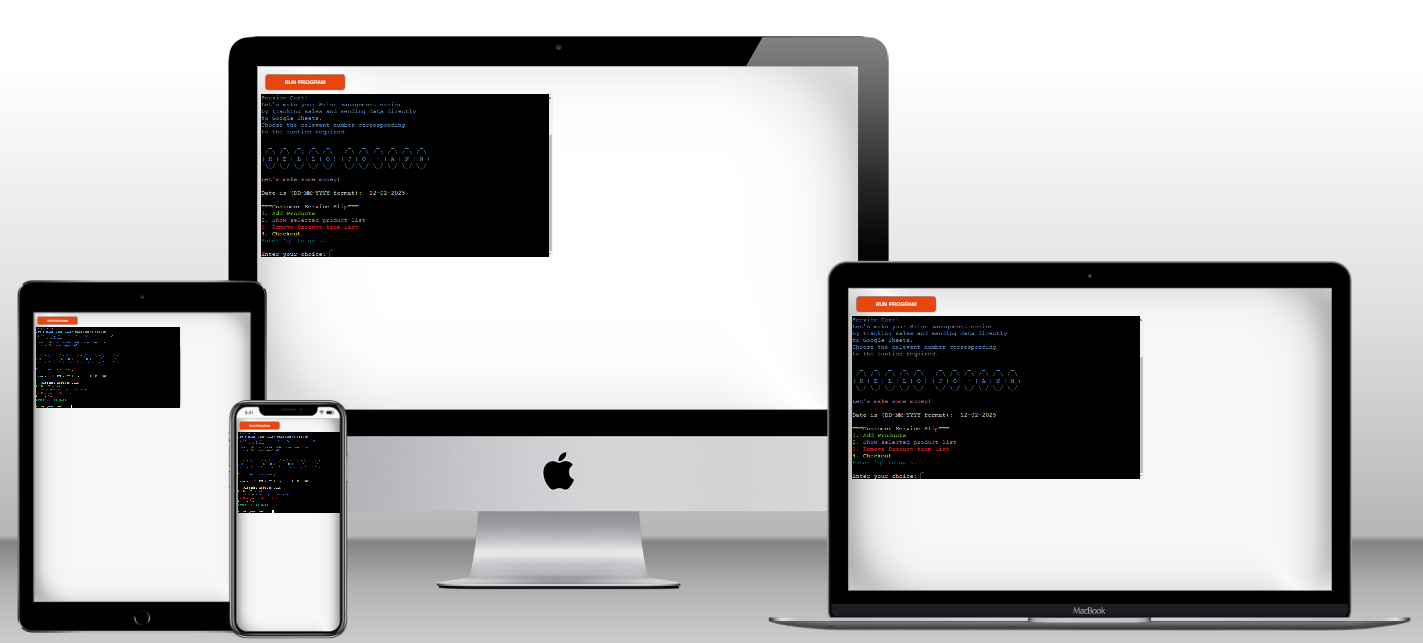 RUN PROGRAM
Service Cart!
Let's make your Sales management easier
by tracking sales and sending data directly
to Google Sheets.
Choose the relevant number corresponding
to the funtion required.
|H|E|L|L|O| |J|O|-|A|N|N|
Let's make some money!
Date is (DD-MM-YYYY format): 12-02-2025
===Customer Service Slip===
1. Add Products
2. Show selected product list
3. Remove Product from list
4. Checkout
Enter 'q' to quit.
Enter your choice:
RUN PROGRAM
Service Cart!
Let's make your Sales management easier
by tracking sales and sending data directly
to Google Sheets.
Choose the relevant number corresponding
to the funtion required.
|H|E|L|L|O| |J|O|-|A|N|N|
Let's make some money!
Date is (DD-MM-YYYY format): 12-02-2025
===Customer Service Slip===
1. Add Products
2. Show selected product list
3. Remove Product from list
4. Checkout
Enter 'q' to quit.
Enter your choice:
MacBook